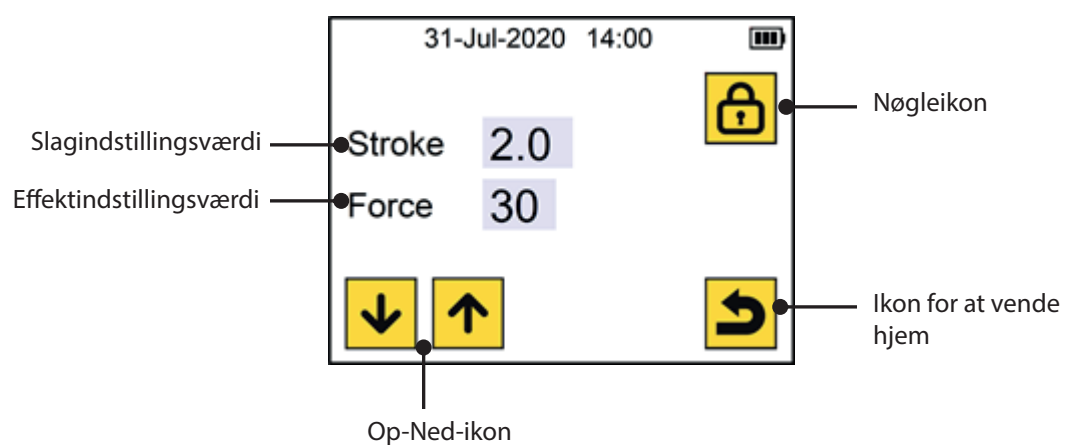 31-Jul-2020 14:00
Nøgleikon
Slagindstillingsværdi
Stroke 2.0
Effektindstillingsværdi
Force 30
Ikon for at vende
hjem
Op-Ned-ikon